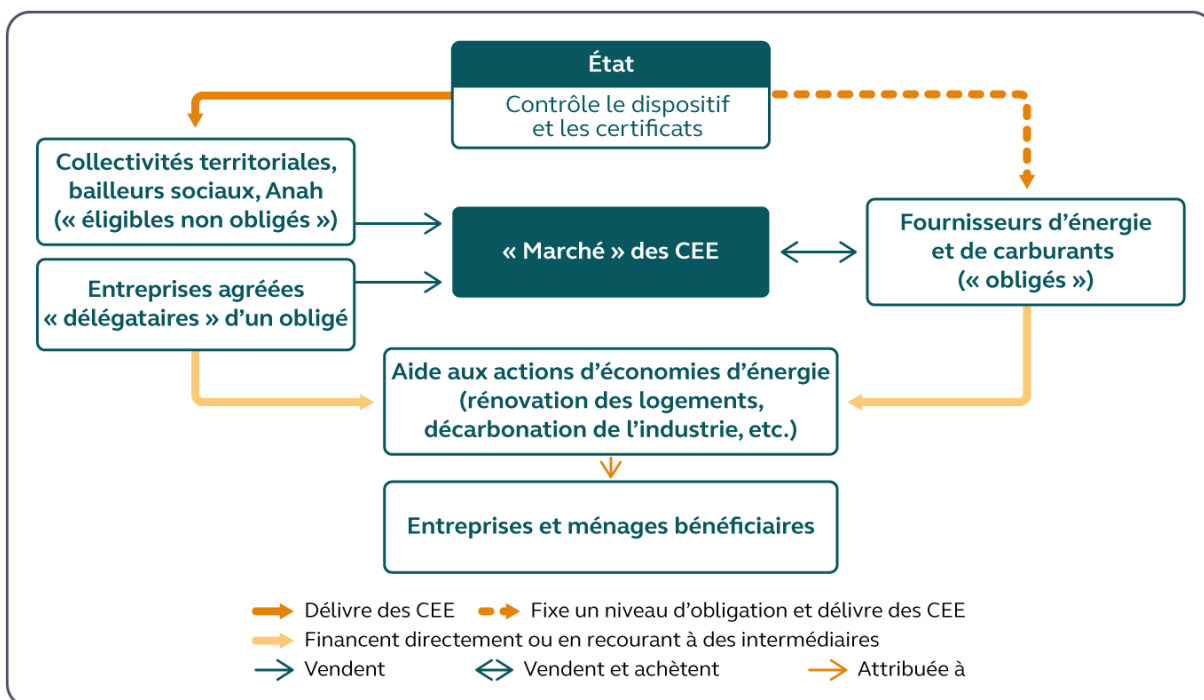 État
Contrôle le dispositif
et les certificats
Collectivités territoriales,
bailleurs sociaux, Anah
(« éligibles non obligés »)
Entreprises agréées
« délégataires » d’un obligé
« Marché » des CEE
Fournisseurs d’énergie
et de carburants
(« obligés »)
Aide aux actions d’économies d’énergie
(rénovation des logements,
décarbonation de l’industrie, etc.)
Entreprises et ménages bénéficiaires
Délivre des CEE
Fixe un niveau d’obligation et délivre des CEE
Financent directement ou en recourant à des intermédiaires
Vendent
Vendent et achètent
Attribuée à